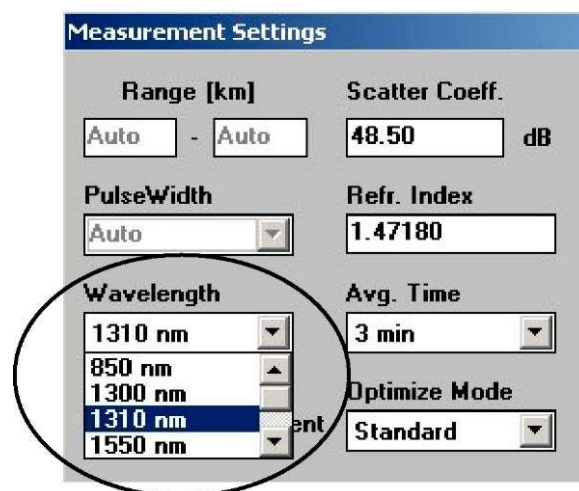 Measurement Settings
Range [km]
Scatter Coeff.
Auto - Auto
48.50 dB
PulseWidth
Refr. Index
Auto
1.47180
Wavelength
Avg. Time
1310 nm
3 min
850 nm
1300 nm
1310 nm
1550 nm
Optimize Mode
Standard